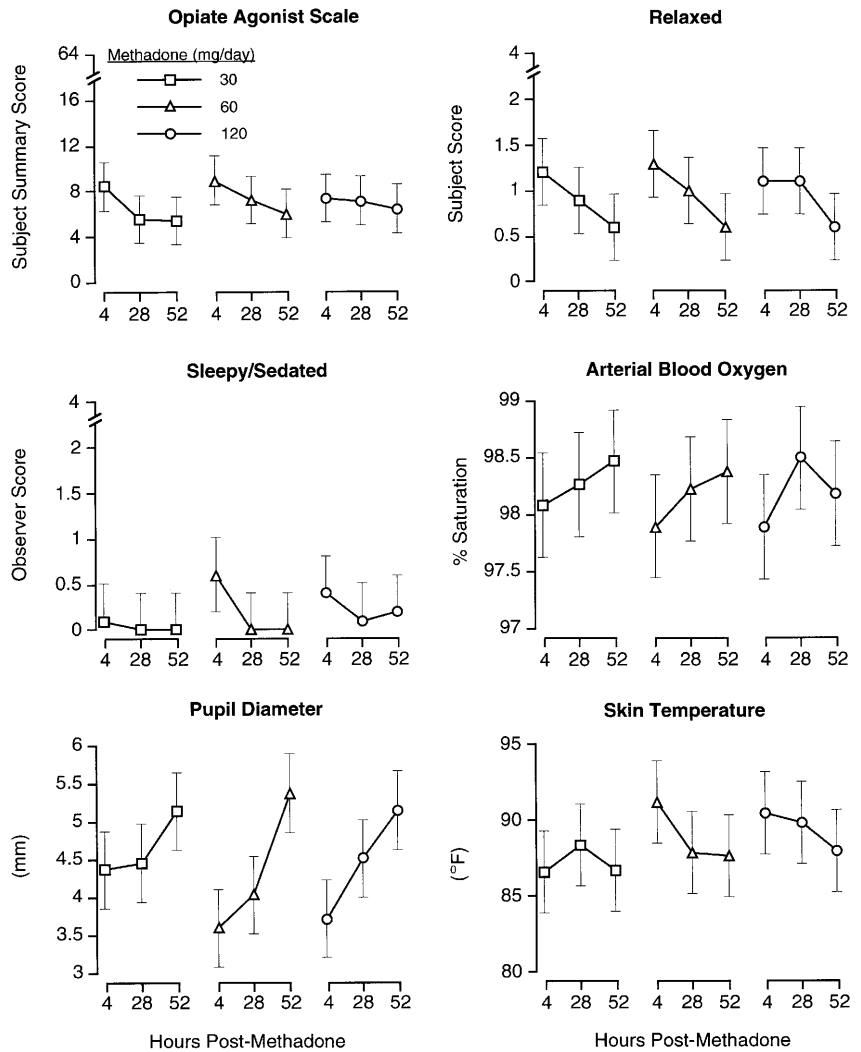 Opiate Agonist Scale
Subject Summary Score
64
16
12
8
4
0
Methadone (mg/day)
30
60
120
4 28 52 4 28 52 4 28 52
Relaxed
Subject Score
4
2
1.5
1
0.5
0
4 28 52 4 28 52 4 28 52
Sleepy/Sedated
Observer Score
4
2
1.5
1
0.5
0
4 28 52 4 28 52 4 28 52
Arterial Blood Oxygen
% Saturation
99
98.5
98
97.5
97
4 28 52 4 28 52 4 28 52
Pupil Diameter
(mm)
6
5.5
5
4.5
4
3.5
3
4 28 52 4 28 52 4 28 52
Hours Post-Methadone
Skin Temperature
(°F)
95
90
85
80
4 28 52 4 28 52 4 28 52
Hours Post-Methadone